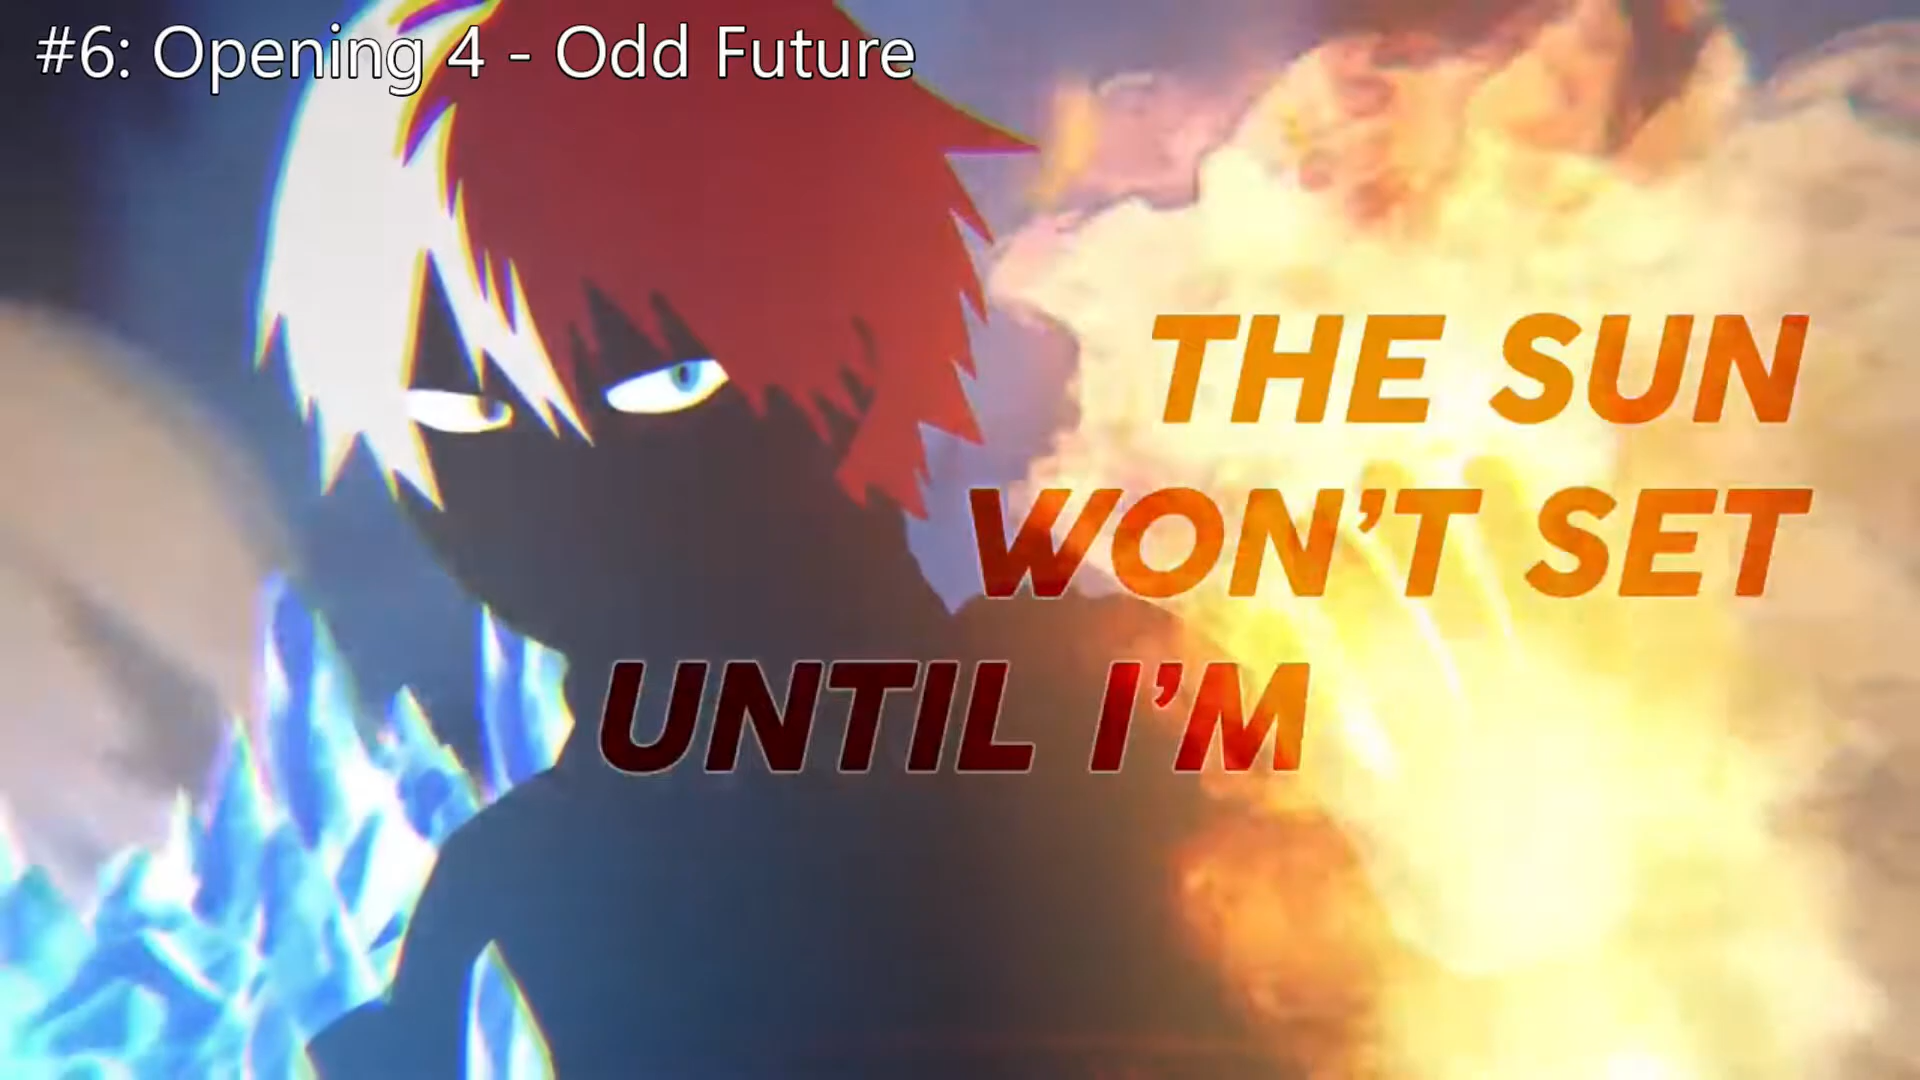 #6: Opening 4 - Odd Future
THE SUN
WON'T SET
UNTIL I'M